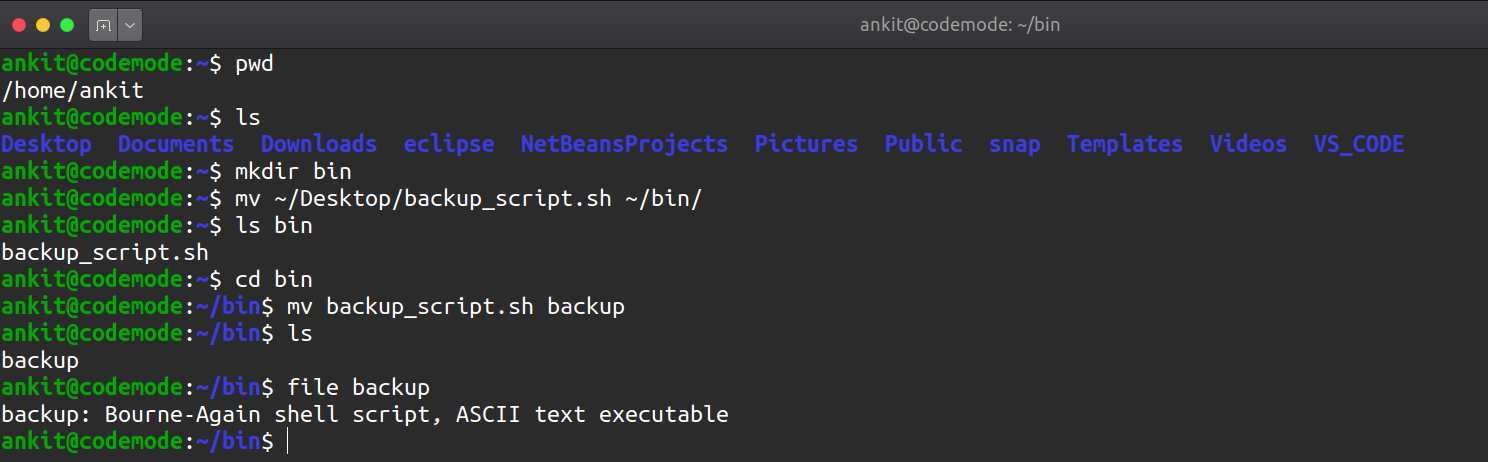 ankit@codemode: ~/bin
ankit@codemode:~$ pwd
/home/ankit
ankit@codemode:~$ ls
Desktop  Documents  Downloads  eclipse  NetBeansProjects  Pictures  Public  snap  Templates  Videos  VS_CODE
ankit@codemode:~$ mkdir bin
ankit@codemode:~$ mv ~/Desktop/backup_script.sh ~/bin/
ankit@codemode:~$ ls bin
backup_script.sh
ankit@codemode:~$ cd bin
ankit@codemode:~/bin$ mv backup_script.sh backup
ankit@codemode:~/bin$ ls
backup
ankit@codemode:~/bin$ file backup
backup: Bourne-Again shell script, ASCII text executable
ankit@codemode:~/bin$